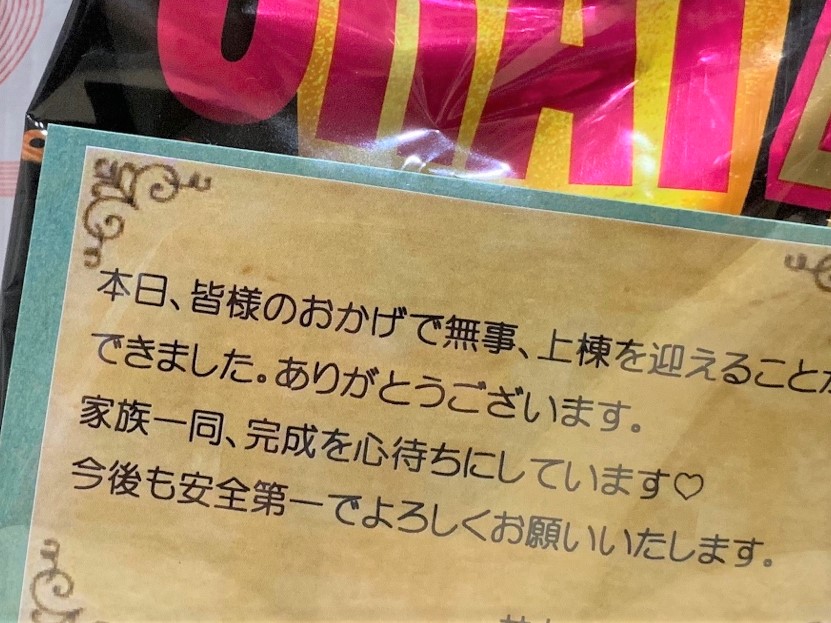 本日、皆様のおかげで無事、上棟を迎えることが
できました。ありがとうございます。
家族一同、完成を心待ちにしています♡
今後も安全第一でよろしくお願いいたします。